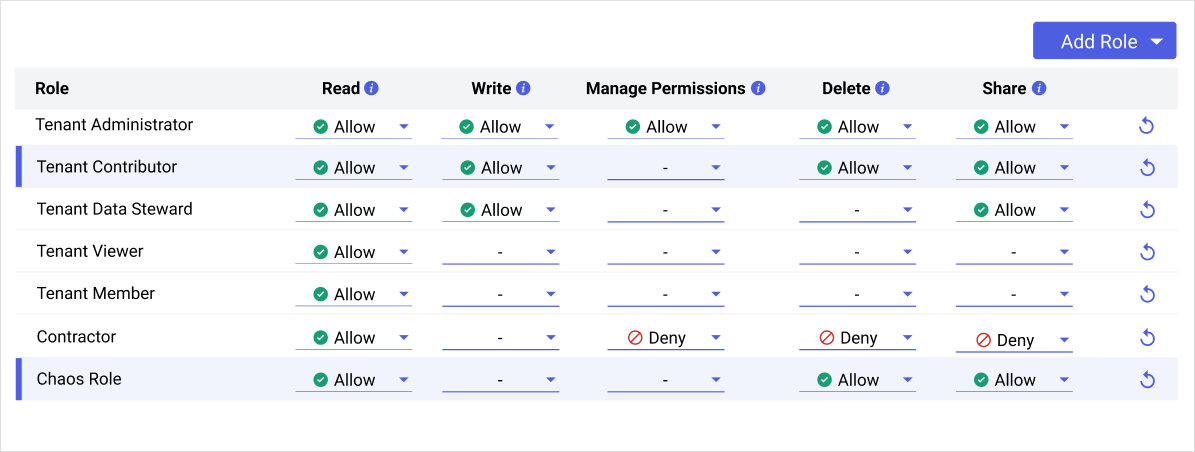 Add Role
Role Read i Write i Manage Permissions i Delete i Share i
Tenant Administrator Allow Allow Allow Allow Allow
Tenant Contributor Allow Allow - Allow Allow
Tenant Data Steward Allow Allow - - Allow
Tenant Viewer Allow - - - -
Tenant Member Allow - - - -
Contractor Allow - Deny Deny Deny
Chaos Role Allow - - Allow Allow